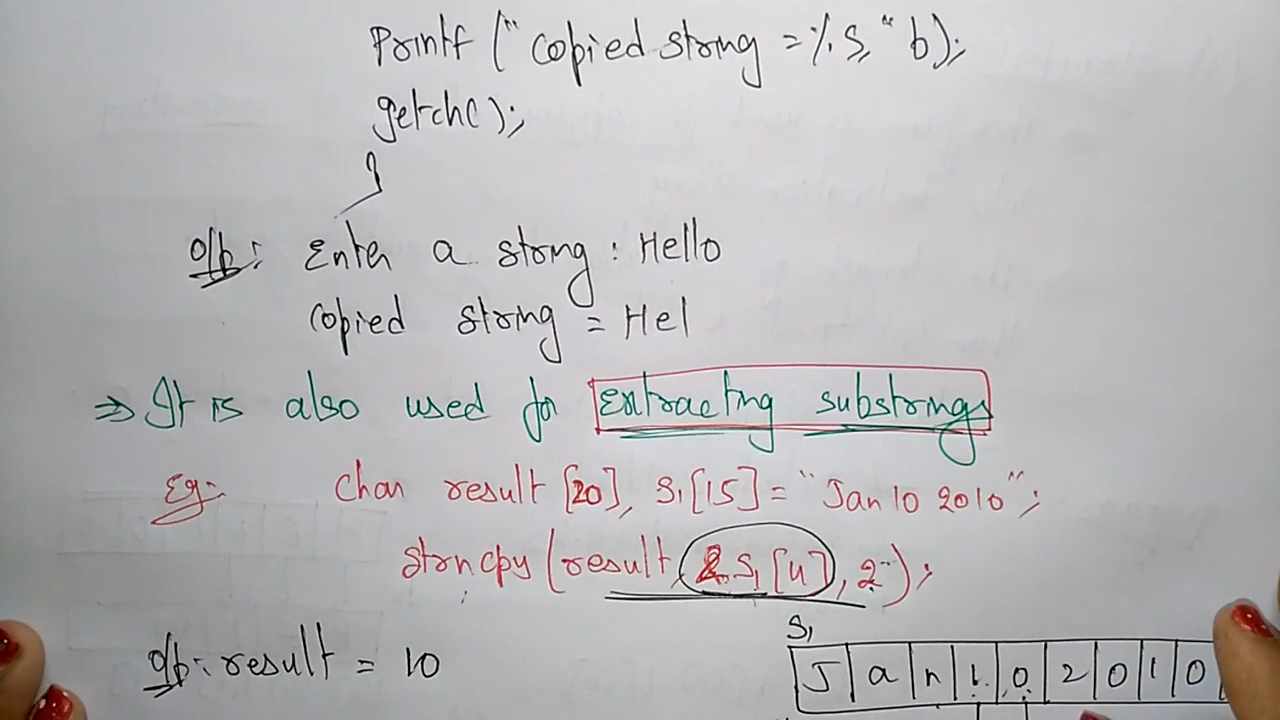 Printf ("copied string = %s," b);
getch();
}
o/p: Enter a string : Hello
Copied string = Hel
⇒ It is also used for extracting substrings
Eg:- Char result [20], S1[15] = "Jan 10 2010";
strncpy (result, & S1[4], 2);
o/p: result = 10
S1
J a n 1 0 2 0 1 0